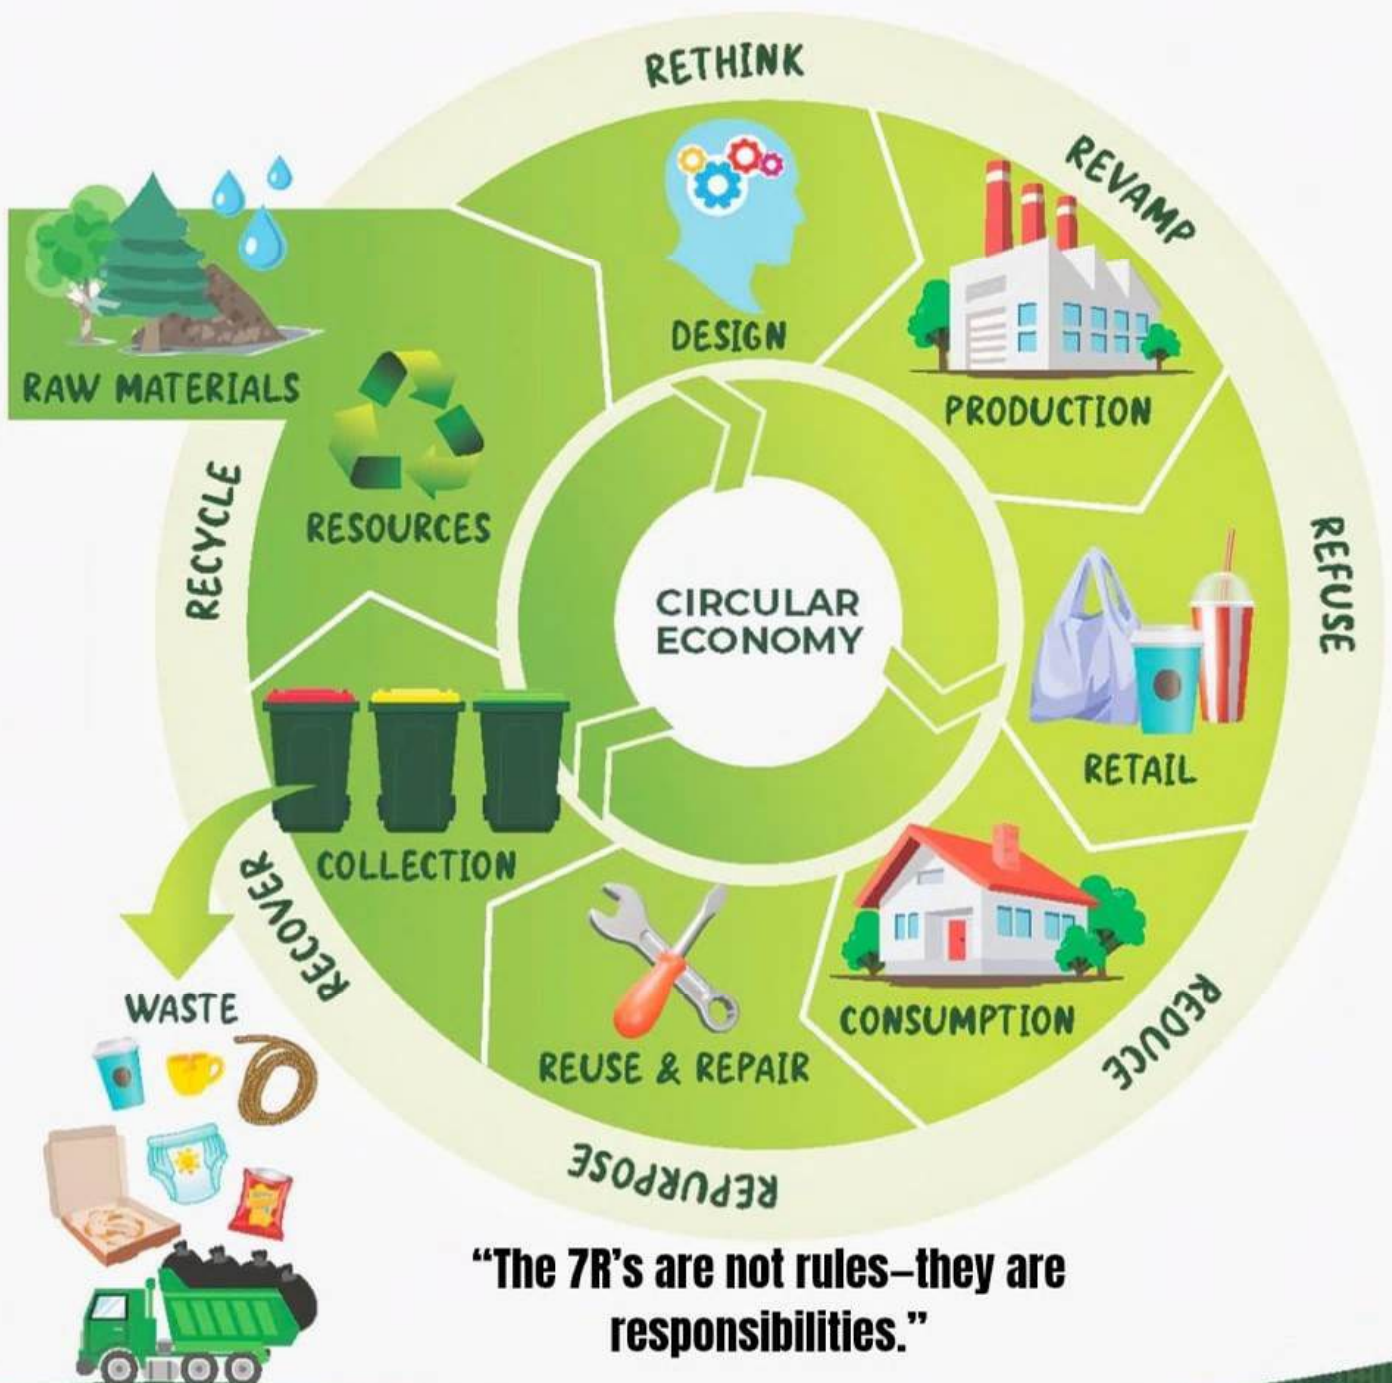 RETHINK
REVAMP
REFUSE
REDUCE
REPURPOSE
RECOVER
RECYCLE
RAW MATERIALS
RESOURCES
DESIGN
PRODUCTION
RETAIL
CONSUMPTION
REUSE & REPAIR
COLLECTION
WASTE
CIRCULAR
ECONOMY
“The 7R’s are not rules–they are
responsibilities.”